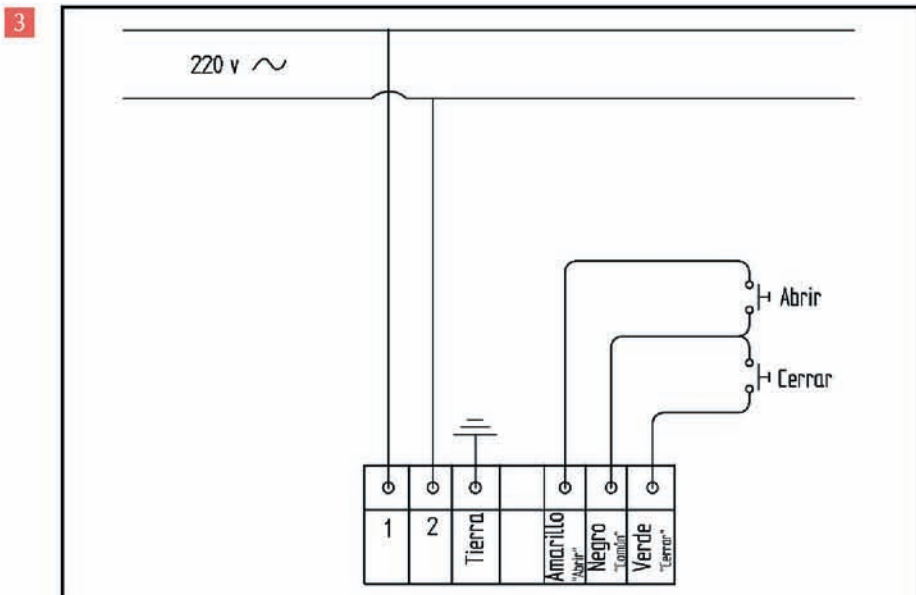 3
220 v
Abrir
Cerrar
1
2
Tierra
Amarillo
"Abrir"
Negro
"Común"
Verde
"Cerrar"